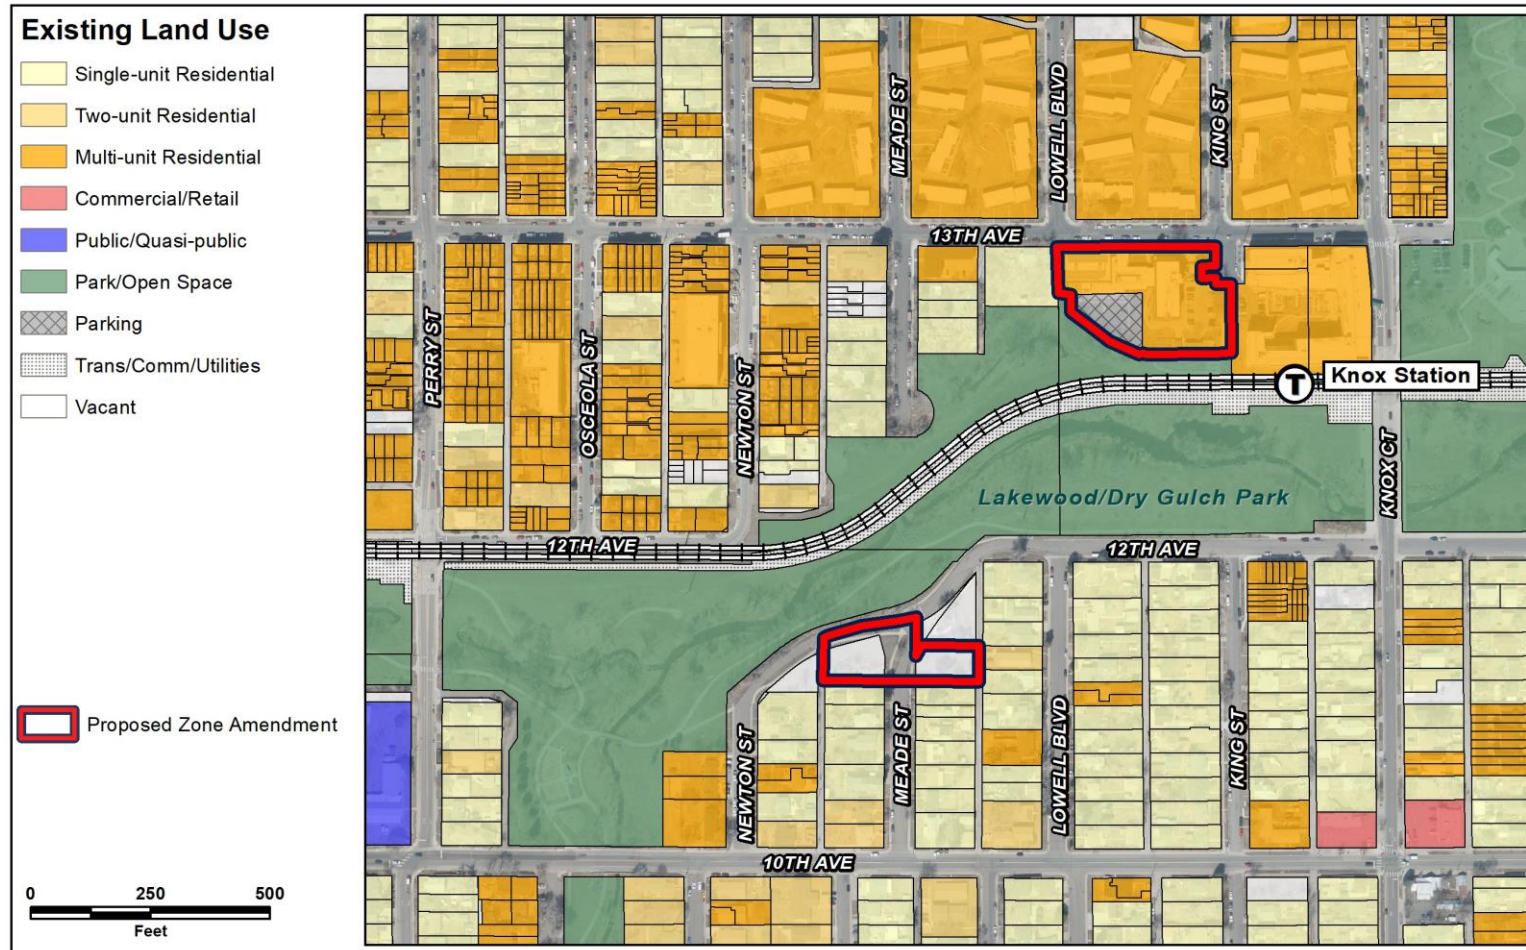 Existing Land Use
Single-unit Residential
Two-unit Residential
Multi-unit Residential
Commercial/Retail
Public/Quasi-public
Park/Open Space
Parking
Trans/Comm/Utilities
Vacant
Proposed Zone Amendment
0 250 500
Feet
MEADE ST
LOWELL BLVD
KING ST
13TH AVE
PERRY ST
OSCEOLA ST
NEWTON ST
T
Knox Station
KNOX CT
Lakewood/Dry Gulch Park
12TH AVE
12TH AVE
NEWTON ST
MEADE ST
LOWELL BLVD
KING ST
10TH AVE